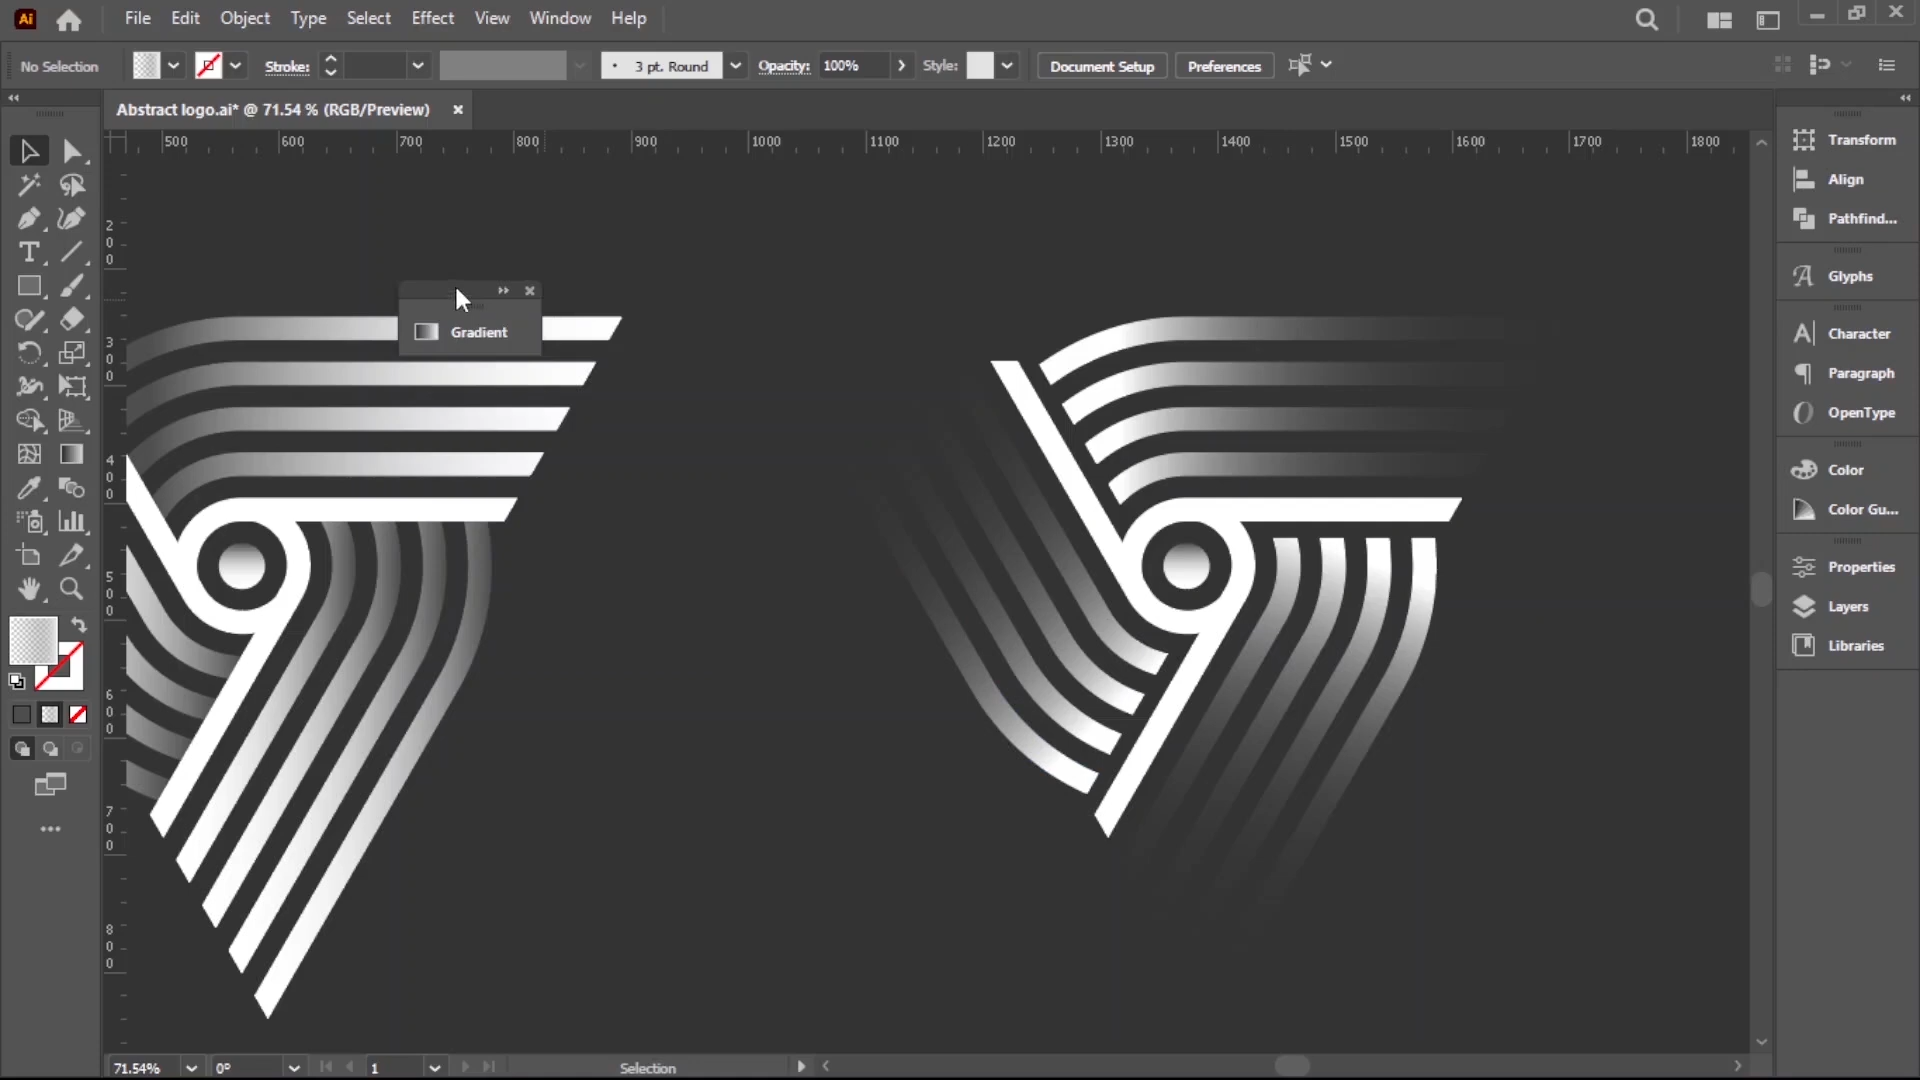 Ai File Edit Object Type Select Effect View Window Help
No Selection Stroke: 3 pt. Round Opacity: 100% Style: Document Setup Preferences
Abstract logo.ai* @ 71.54 % (RGB/Preview)
500 600 700 800 900 1000 1100 1200 1300 1400 1500 1600 1700 1800
200
300
400
500
600
700
800
Gradient
Transform
Align
Pathfind...
Glyphs
Character
Paragraph
OpenType
Color
Color Gu...
Properties
Layers
Libraries
71.54% 0° 1 Selection